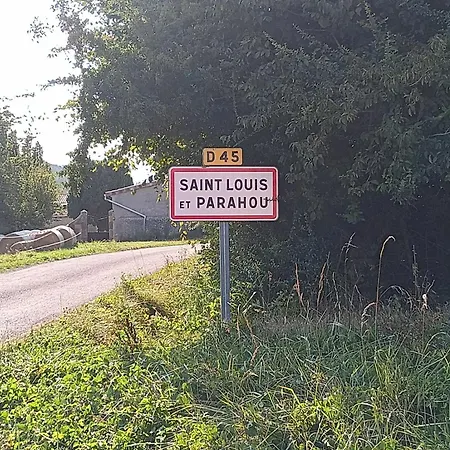 D 45
SAINT LOUIS
ET PARAHOU